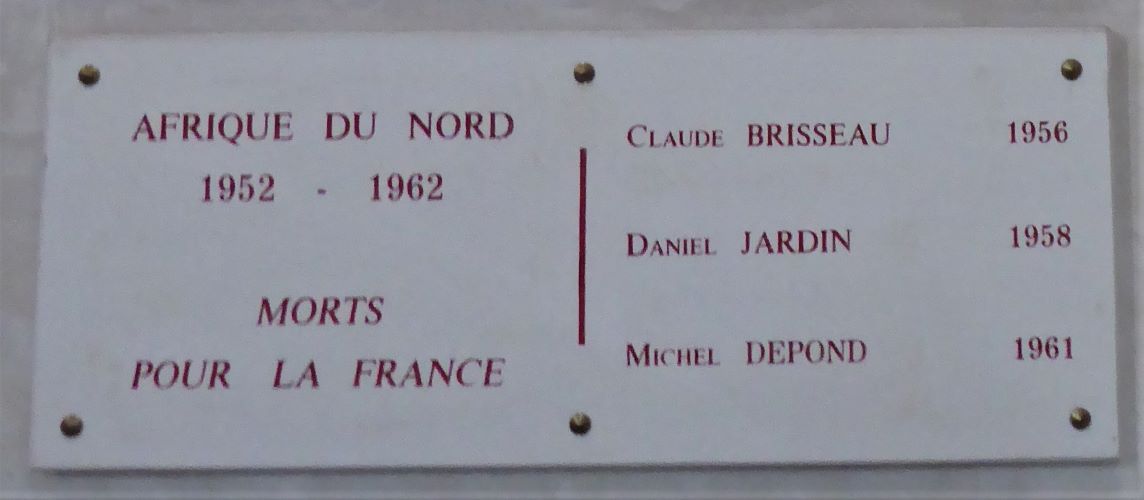 AFRIQUE DU NORD
1952 - 1962
MORTS
POUR LA FRANCE
CLAUDE BRISSEAU 1956
DANIEL JARDIN 1958
MICHEL DEPOND 1961